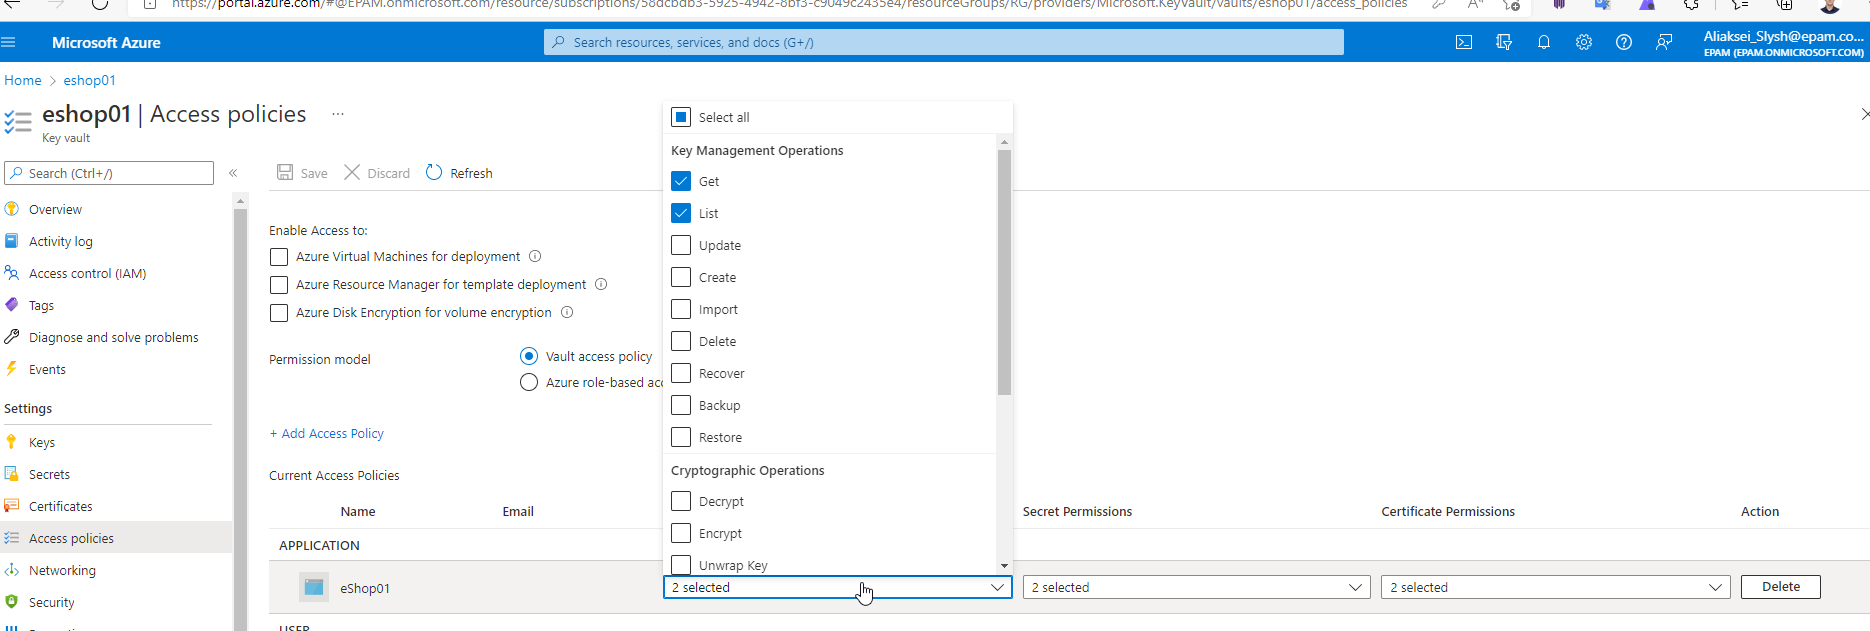 https://portal.azure.com/#@EPAM.onmicrosoft.com/resource/subscriptions/58dcbdb3-5925-4942-8bf3-c9049c2435e4/resourceGroups/RG/providers/Microsoft.KeyVault/vaults/eshop01/access_policies
Microsoft Azure
Search resources, services, and docs (G+/)
Aliaksei_Slysh@epam.co...
EPAM (EPAM.ONMICROSOFT.COM)
Home > eshop01
eshop01 | Access policies ...
Key vault
Search (Ctrl+/)
«
Overview
Activity log
Access control (IAM)
Tags
Diagnose and solve problems
Events
Settings
Keys
Secrets
Certificates
Access policies
Networking
Security
Save
Discard
Refresh
Enable Access to:
Azure Virtual Machines for deployment
Azure Resource Manager for template deployment
Azure Disk Encryption for volume encryption
Permission model
Vault access policy
Azure role-based acc
+ Add Access Policy
Current Access Policies
Select all
Key Management Operations
Get
List
Update
Create
Import
Delete
Recover
Backup
Restore
Cryptographic Operations
Decrypt
Encrypt
Unwrap Key
Name
Email
Secret Permissions
Certificate Permissions
Action
APPLICATION
eShop01
2 selected
2 selected
2 selected
Delete
USER